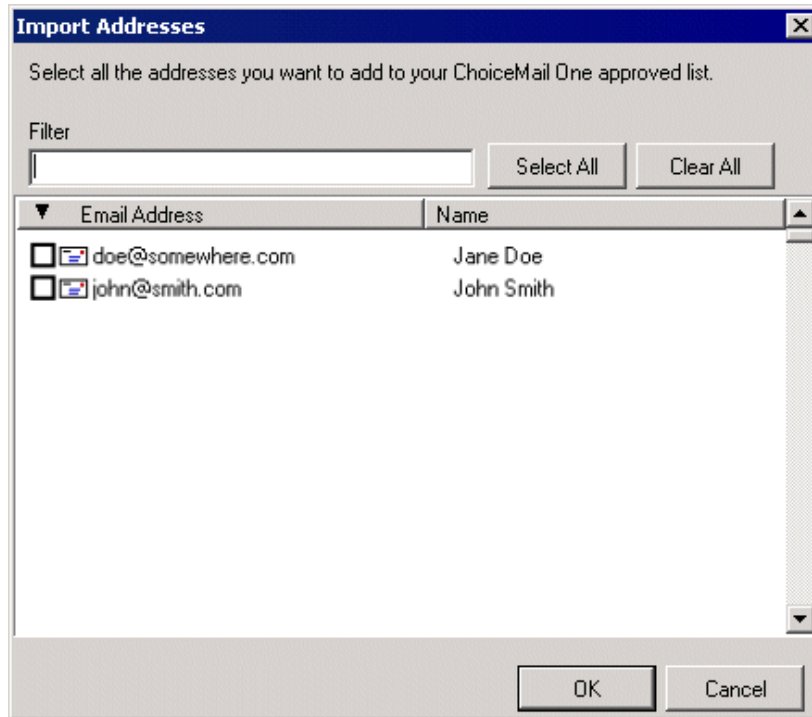 Import Addresses
Select all the addresses you want to add to your ChoiceMail One approved list.
Filter
Select All Clear All
Email Address Name
doe@somewhere.com Jane Doe
john@smith.com John Smith
OK Cancel